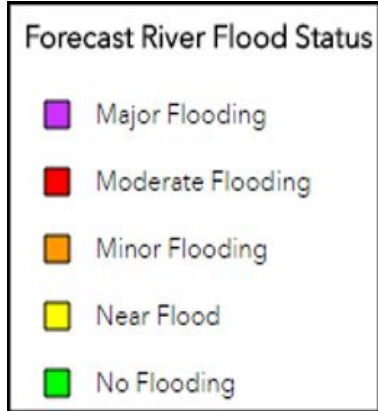 Forecast River Flood Status
Major Flooding
Moderate Flooding
Minor Flooding
Near Flood
No Flooding